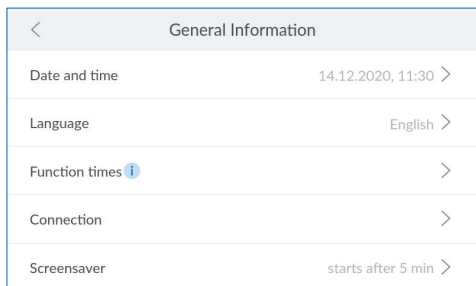 General Information
Date and time 14.12.2020, 11:30
Language English
Function times i
Connection
Screensaver starts after 5 min